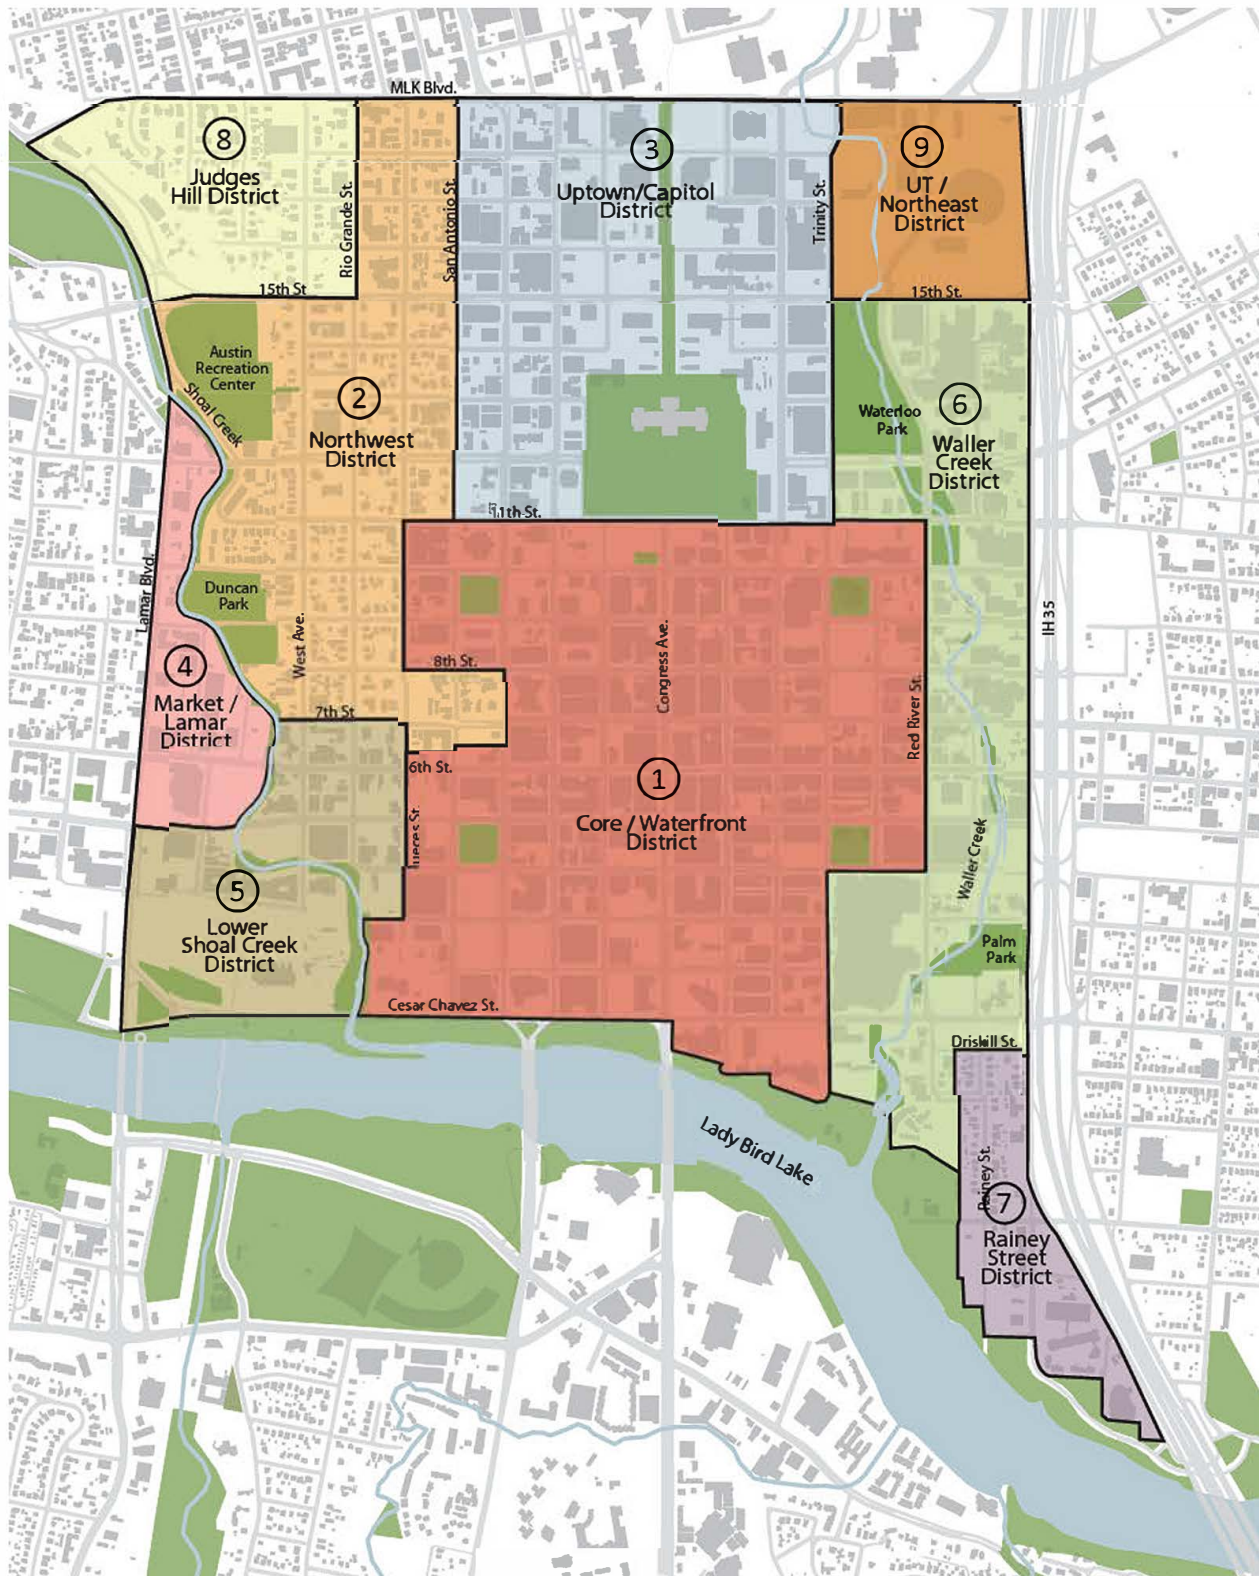 MLK Blvd.
8
Judges
Hill District
Rio Grande St.
San Antonio St.
3
Uptown/Capitol
District
Trinity St.
9
UT /
Northeast
District
15th St
15th St.
Austin
Recreation
Center
Shoal Creek
2
Northwest
District
Waterloo
Park
6
Waller
Creek
District
11th St.
Lamar Blvd.
Duncan
Park
West Ave.
IH 35
4
Market /
Lamar
District
8th St.
Congress Ave.
Red River St.
7th St
6th St.
1
Core / Waterfront
District
Waller Creek
5
Lower
Shoal Creek
District
Palm
Park
Cesar Chavez St.
Driskill St.
Lady Bird Lake
Rainey St.
7
Rainey
Street
District